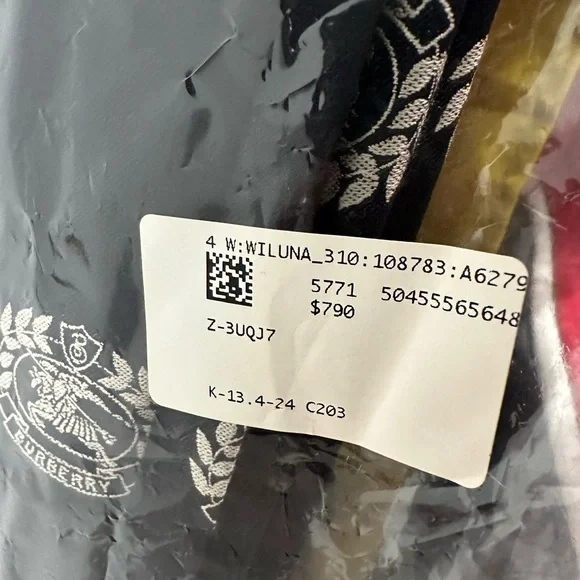 4 W:WILUNA_310:108783:A6279
5771 50455565648
$790
Z-3UQJ7
K-13.4-24 C203
BURBERRY